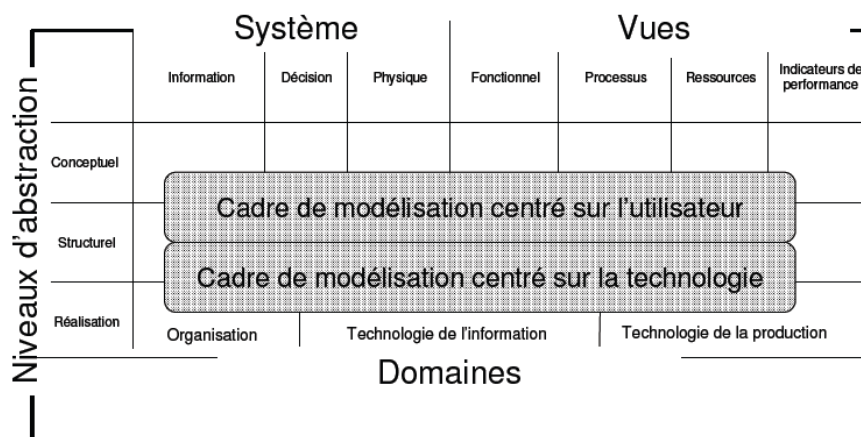 Système
Vues
Information
Décision
Physique
Fonctionnel
Processus
Ressources
Indicateurs de
performance
Niveaux d'abstraction
Conceptuel
Cadre de modélisation centré sur l'utilisateur
Structurel
Cadre de modélisation centré sur la technologie
Réalisation
Organisation
Technologie de l'information
Technologie de la production
Domaines